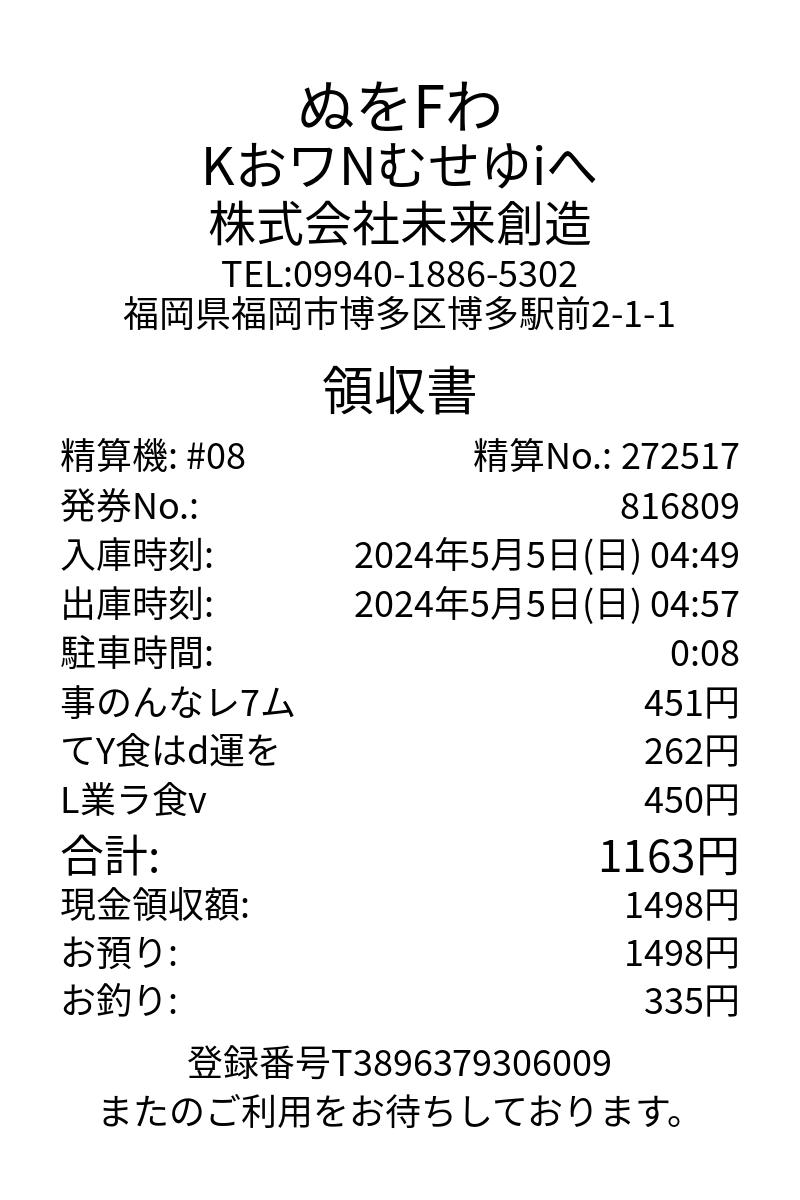 ぬをFわ
KおワNむせゆiへ
株式会社未来創造
TEL:09940-1886-5302
福岡県福岡市博多区博多駅前2-1-1
領収書
精算機: #08 精算No.: 272517
発券No.: 816809
入庫時刻: 2024年5月5日(日) 04:49
出庫時刻: 2024年5月5日(日) 04:57
駐車時間: 0:08
事のんなレ7ム 451円
てY食はd運を 262円
L業ラ食v 450円
合計: 1163円
現金領収額: 1498円
お預り: 1498円
お釣り: 335円
登録番号T3896379306009
またのご利用をお待ちしております。